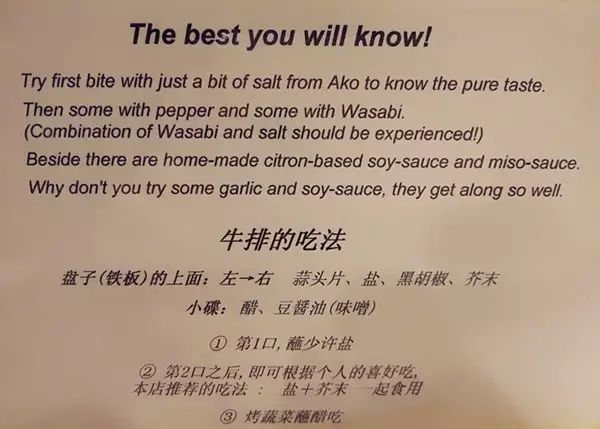 The best you will know!
Try first bite with just a bit of salt from Ako to know the pure taste.
Then some with pepper and some with Wasabi.
(Combination of Wasabi and salt should be experienced!)
Beside there are home-made citron-based soy-sauce and miso-sauce.
Why don't you try some garlic and soy-sauce, they get along so well.
牛排的吃法
盘子(铁板)的上面：左→右　蒜头片、盐、黑胡椒、芥末
小碟：醋、豆醤油(味噌)
① 第1口,蘸少许盐
② 第2口之后,即可根据个人的喜好吃,
本店推荐的吃法 ： 盐＋芥末 一起食用
③ 烤蔬菜蘸醋吃